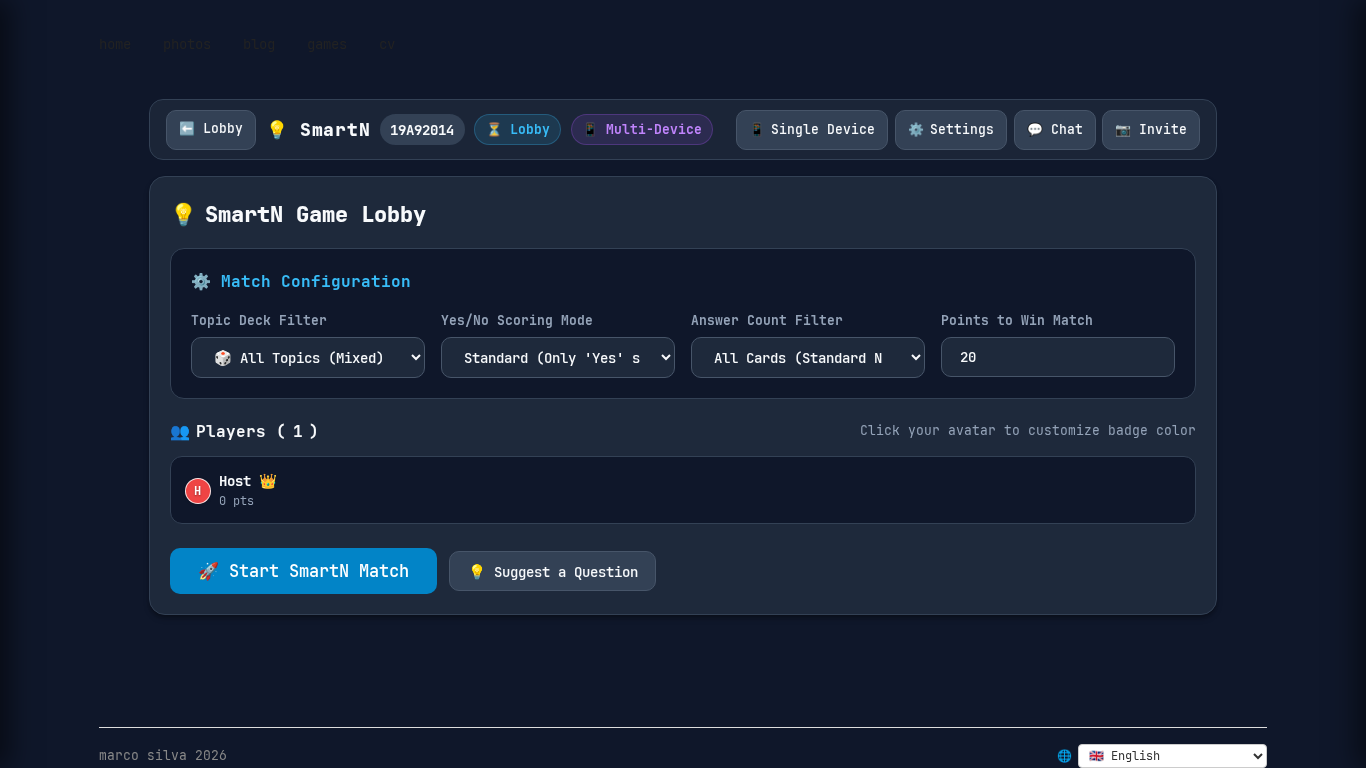 home photos blog games cv
⬅️ Lobby 💡 SmartN 19A92014 ⏳ Lobby 📱 Multi-Device 📱 Single Device ⚙️ Settings 💬 Chat 📷 Invite
💡 SmartN Game Lobby
⚙️ Match Configuration
Topic Deck Filter Yes/No Scoring Mode Answer Count Filter Points to Win Match
🎲 All Topics (Mixed) Standard (Only 'Yes' s All Cards (Standard N 20
👥 Players ( 1 ) Click your avatar to customize badge color
H Host 👑
0 pts
🚀 Start SmartN Match 💡 Suggest a Question
marco silva 2026 🌐 🇬🇧 English